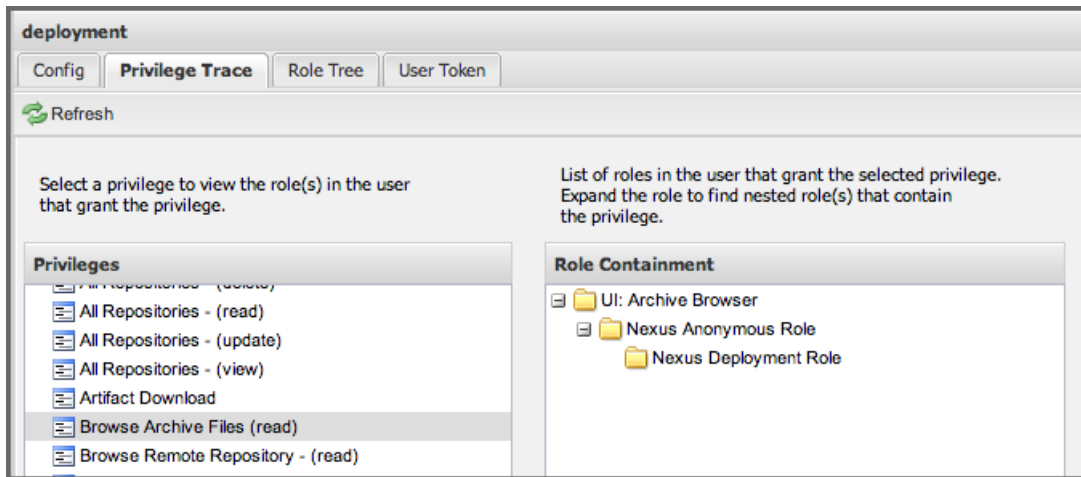 deployment
Config
Privilege Trace
Role Tree
User Token
Refresh
Select a privilege to view the role(s) in the user
that grant the privilege.
List of roles in the user that grant the selected privilege.
Expand the role to find nested role(s) that contain
the privilege.
Privileges
All Repositories - (delete)
All Repositories - (read)
All Repositories - (update)
All Repositories - (view)
Artifact Download
Browse Archive Files (read)
Browse Remote Repository - (read)
Role Containment
UI: Archive Browser
Nexus Anonymous Role
Nexus Deployment Role